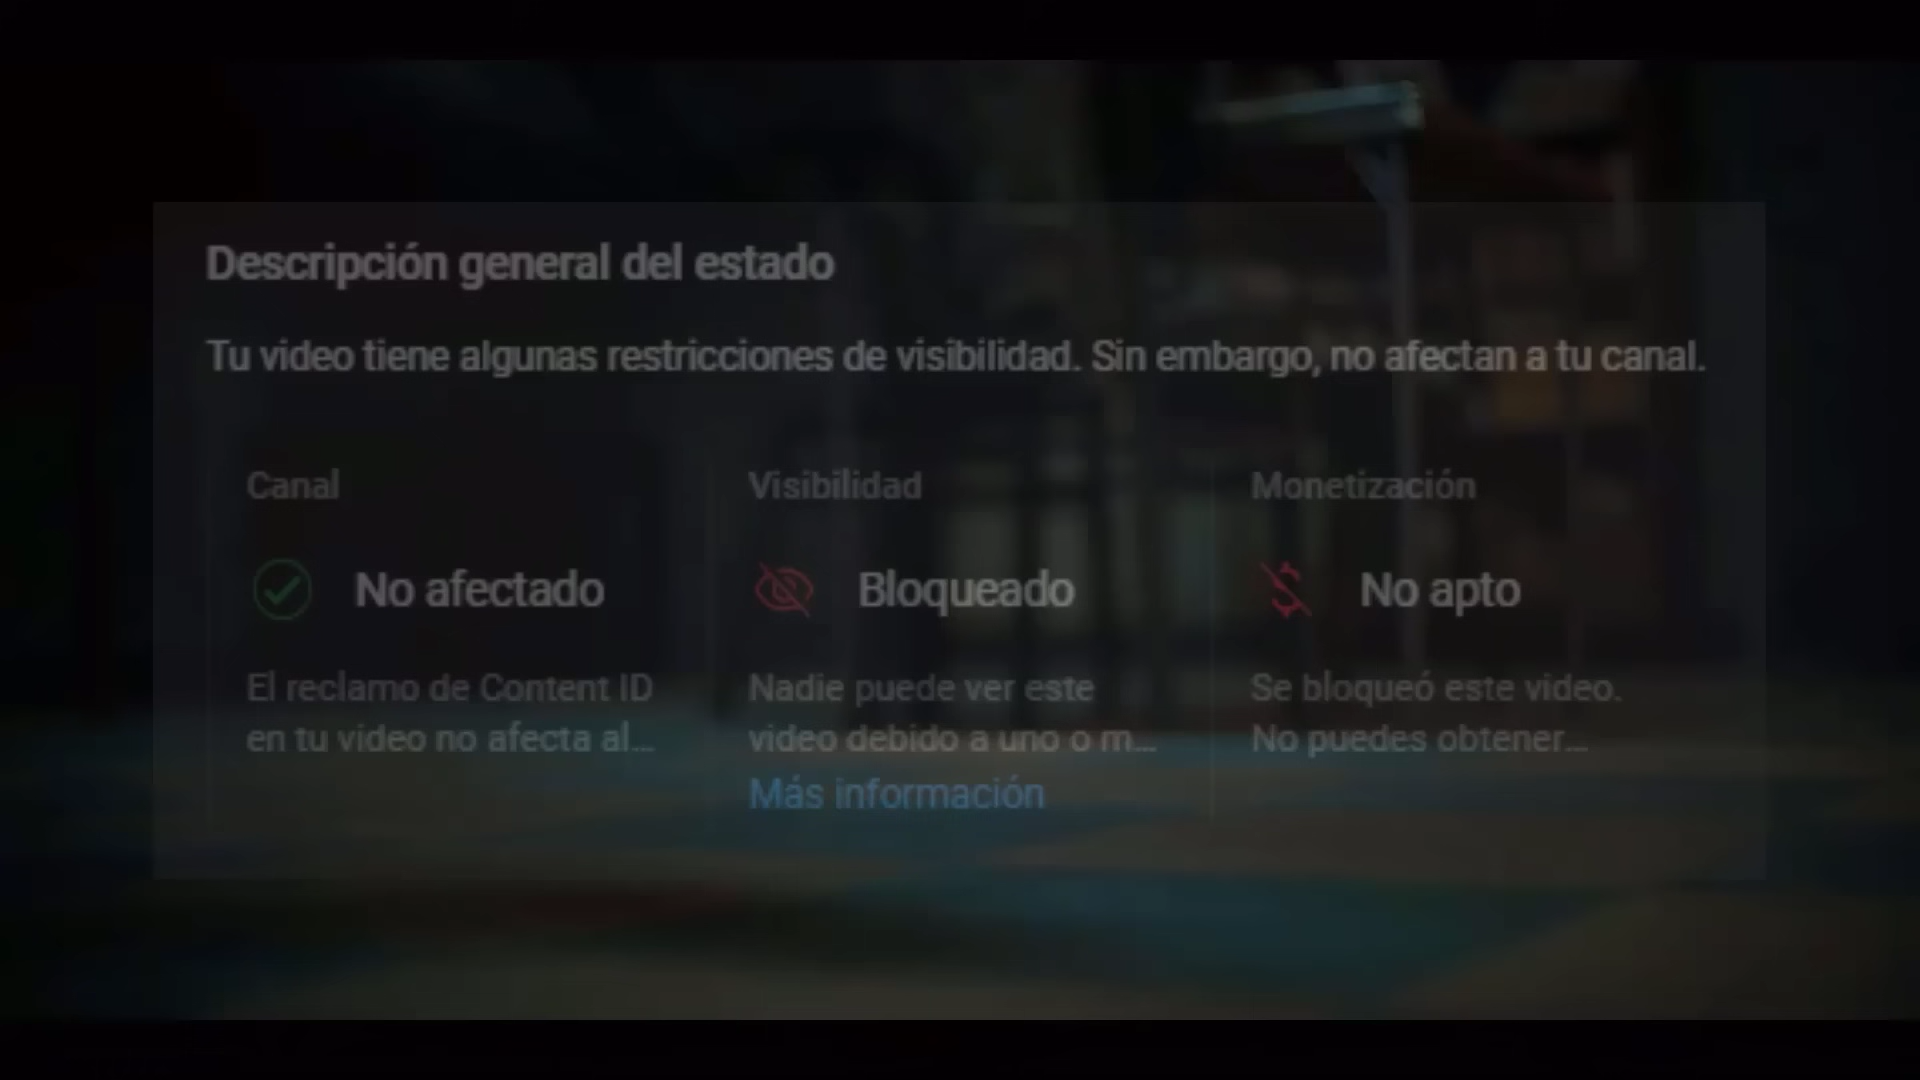 Descripción general del estado
Tu video tiene algunas restricciones de visibilidad. Sin embargo, no afectan a tu canal.
Canal
No afectado
El reclamo de Content ID
en tu video no afecta al...
Visibilidad
Bloqueado
Nadie puede ver este
video debido a uno o m...
Más información
Monetización
No apto
Se bloqueó este video.
No puedes obtener...